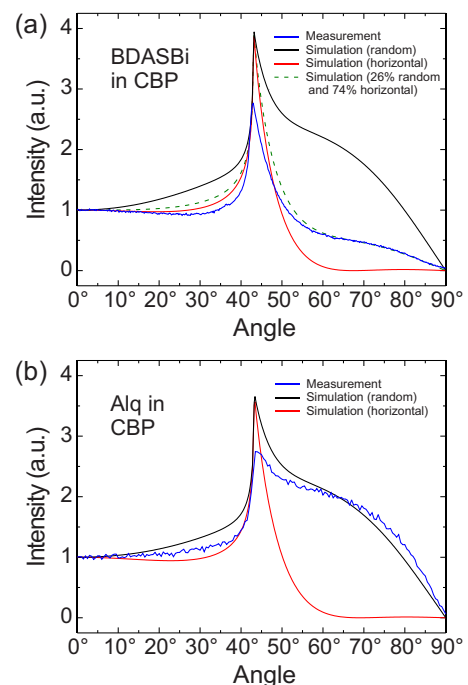 (a)
BDASBi
in CBP
Measurement
Simulation (random)
Simulation (horizontal)
Simulation (26% random
and 74% horizontal)
Intensity (a.u.)
4
3
2
1
0
0° 10° 20° 30° 40° 50° 60° 70° 80° 90°
Angle
(b)
Alq in
CBP
Measurement
Simulation (random)
Simulation (horizontal)
Intensity (a.u.)
4
3
2
1
0
0° 10° 20° 30° 40° 50° 60° 70° 80° 90°
Angle